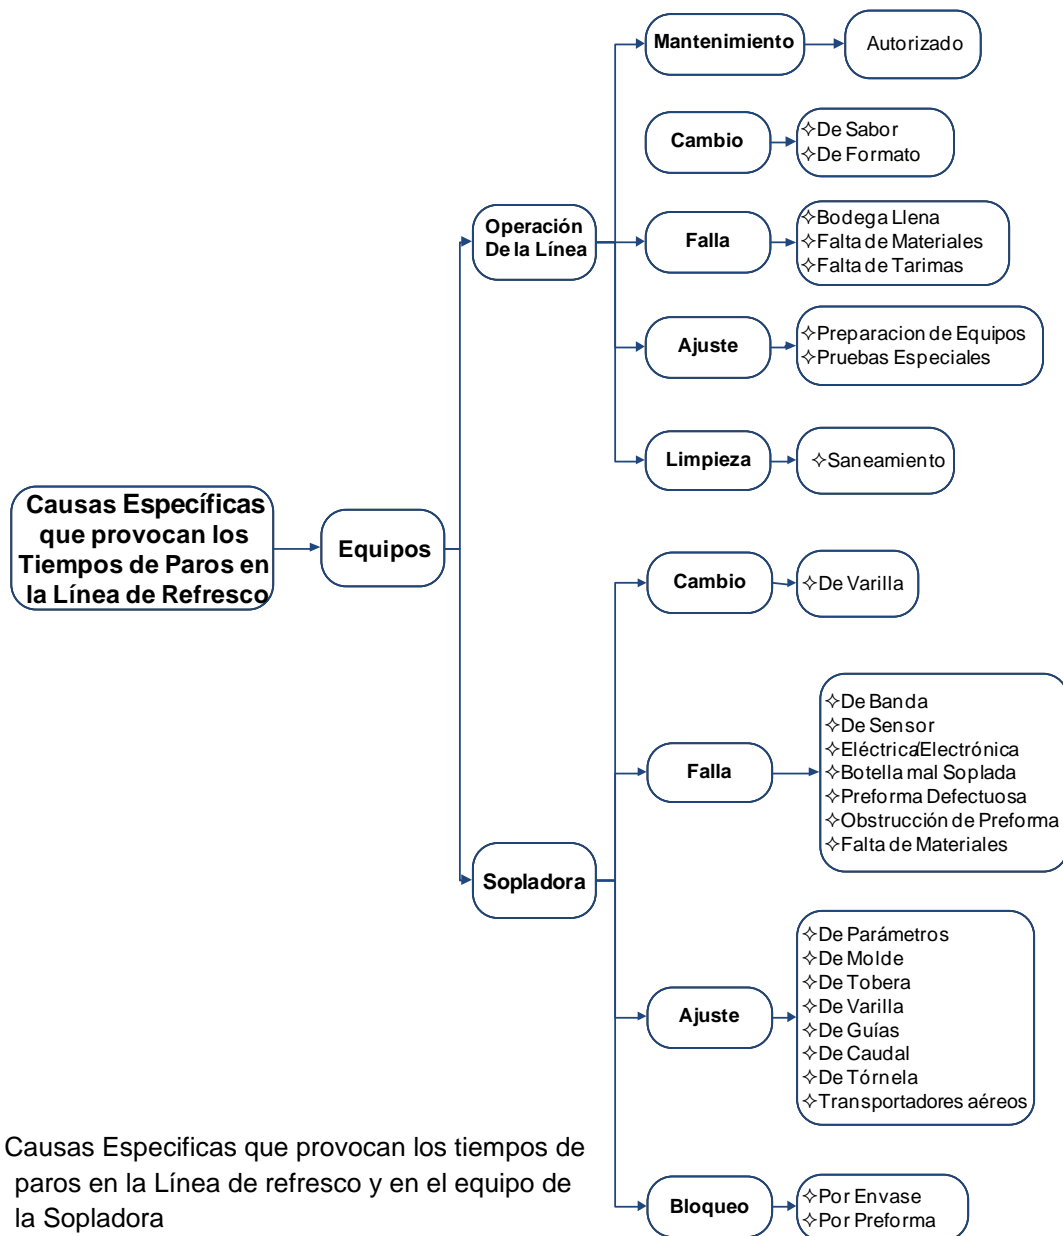 Mantenimiento
Autorizado
Cambio
✧De Sabor
✧De Formato
Operación
De la Línea
Falla
✧Bodega Llena
✧Falta de Materiales
✧Falta de Tarimas
Ajuste
✧Preparacion de Equipos
✧Pruebas Especiales
Limpieza
✧Saneamiento
Causas Específicas
que provocan los
Tiempos de Paros en
la Línea de Refresco
Equipos
Cambio
✧De Varilla
Falla
✧De Banda
✧De Sensor
✧Eléctrica/Electrónica
✧Botella mal Soplada
✧Preforma Defectuosa
✧Obstrucción de Preforma
✧Falta de Materiales
Sopladora
Ajuste
✧De Parámetros
✧De Molde
✧De Tobera
✧De Varilla
✧De Guías
✧De Caudal
✧De Tórnela
✧Transportadores aéreos
Bloqueo
✧Por Envase
✧Por Preforma
Causas Especificas que provocan los tiempos de
paros en la Línea de refresco y en el equipo de
la Sopladora